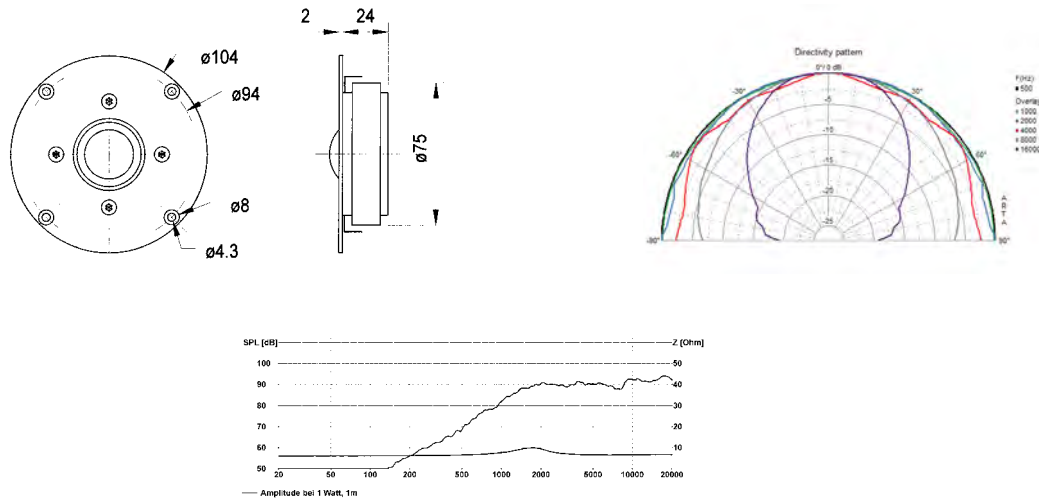 2 24
ø104
ø94
ø75
ø8
ø4.3
Directivity pattern
0°/ 0 dB
-30° 30°
-5
-10
-15
-20
-25
-60° 60°
-90° 90°
F(Hz)
500
Overlay
1000
2000
4000
8000
16000
A
R
T
A
SPL [dB] Z [Ohm]
100 50
90 40
80 30
70 20
60 10
50
20 50 100 200 500 1000 2000 5000 10000 20000
Amplitude bei 1 Watt, 1m